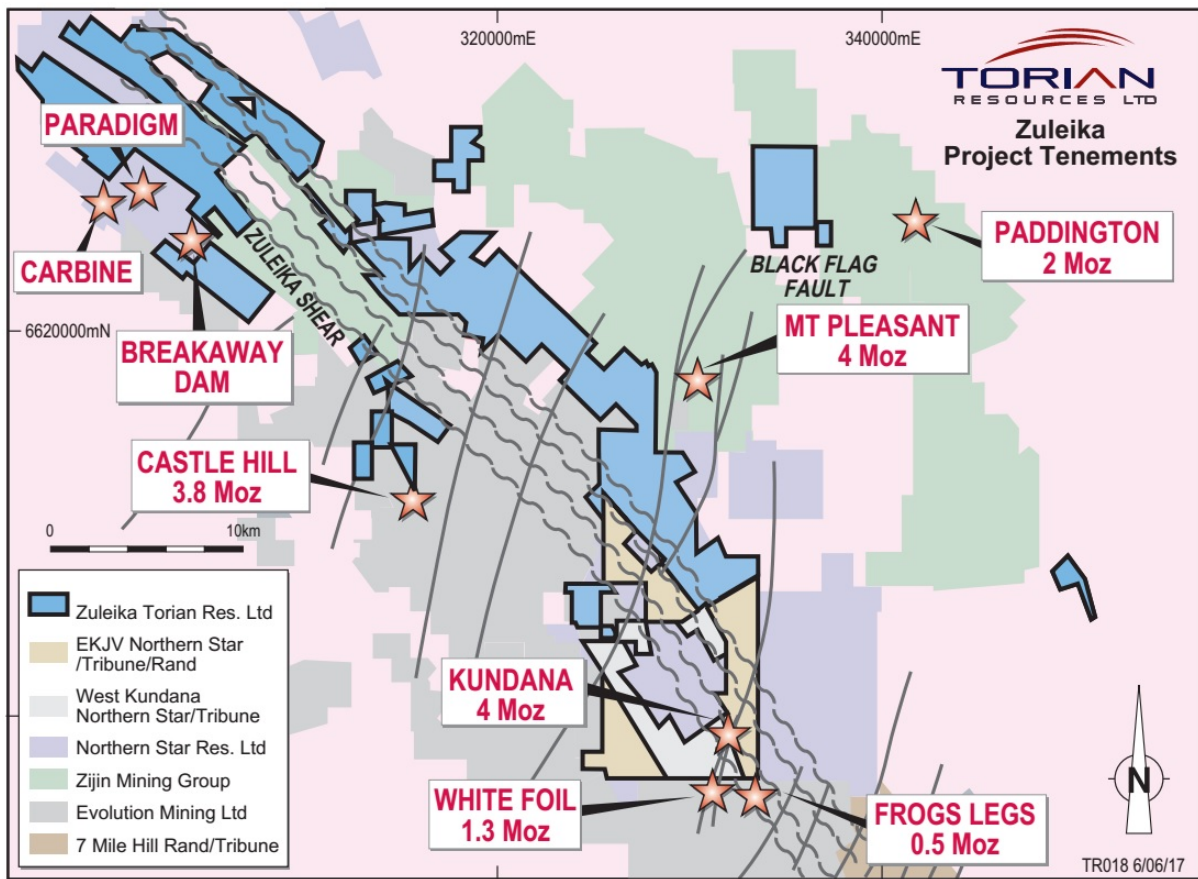 320000mE
340000mE
TORIAN
RESOURCES LTD
Zuleika
Project Tenements
PARADIGM
CARBINE
ZULEIKA SHEAR
BLACK FLAG
FAULT
PADDINGTON
2 Moz
6620000mN
BREAKAWAY
DAM
MT PLEASANT
4 Moz
CASTLE HILL
3.8 Moz
0
10km
Zuleika Torian Res. Ltd
EKJV Northern Star
/Tribune/Rand
West Kundana
Northern Star/Tribune
Northern Star Res. Ltd
Zijin Mining Group
Evolution Mining Ltd
7 Mile Hill Rand/Tribune
KUNDANA
4 Moz
WHITE FOIL
1.3 Moz
FROGS LEGS
0.5 Moz
N
TR018 6/06/17